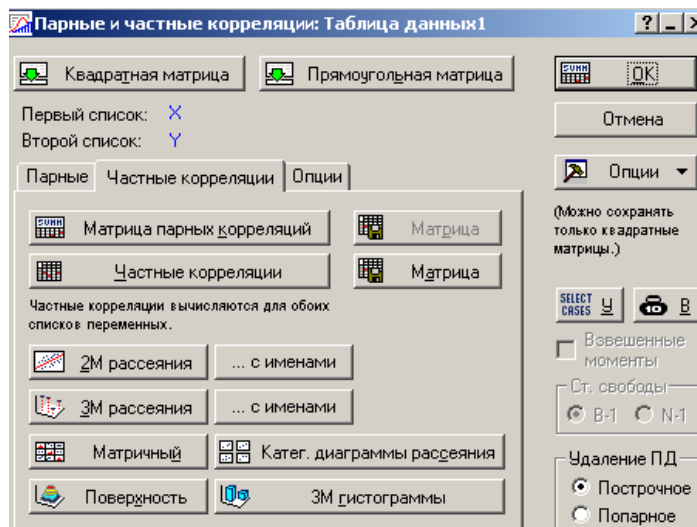 Парные и частные корреляции: Таблица данных1
Квадратная матрица
Прямоугольная матрица
Первый список: X
Второй список: Y
Парные
Частные корреляции
Опции
Матрица парных корреляций
Матрица
Частные корреляции
Матрица
Частные корреляции вычисляются для обоих
списков переменных.
2М рассеяния
... с именами
3М рассеяния
... с именами
Матричный
Катег. диаграммы рассеяния
Поверхность
3М гистограммы
SUMM
OK
Отмена
Опции
(Можно сохранять
только квадратные
матрицы.)
SELECT
CASES
У
В
Взвешенные
моменты
Ст. свободы
В-1
N-1
Удаление ПД
Построчное
Попарное